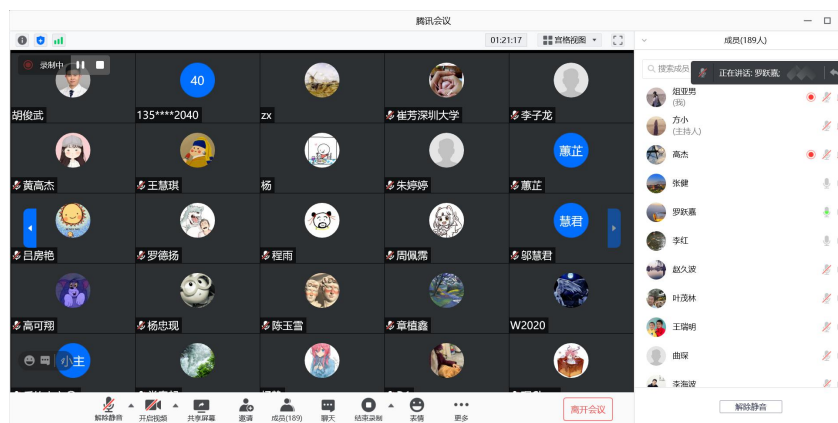 腾讯会议
01:21:17 宫格视图
成员(189人)
录制中
搜索成员
正在讲话: 罗跃嘉;
40
胡俊武
135****2040
zx
崔芳深圳大学
李子龙
蕙芷
黄高杰
王慧琪
杨
朱婷婷
蕙芷
慧君
吕房艳
罗德扬
程雨
周佩霈
邬慧君
高可翔
杨忠现
陈玉雪
章植鑫
W2020
小主
俎亚男
(我)
方小
(主持人)
高杰
张健
罗跃嘉
李红
赵久波
叶茂林
王瑞明
曲琛
李海波
解除静音
开启视频
共享屏幕
邀请
成员(189)
聊天
结束录制
表情
更多
离开会议
解除静音